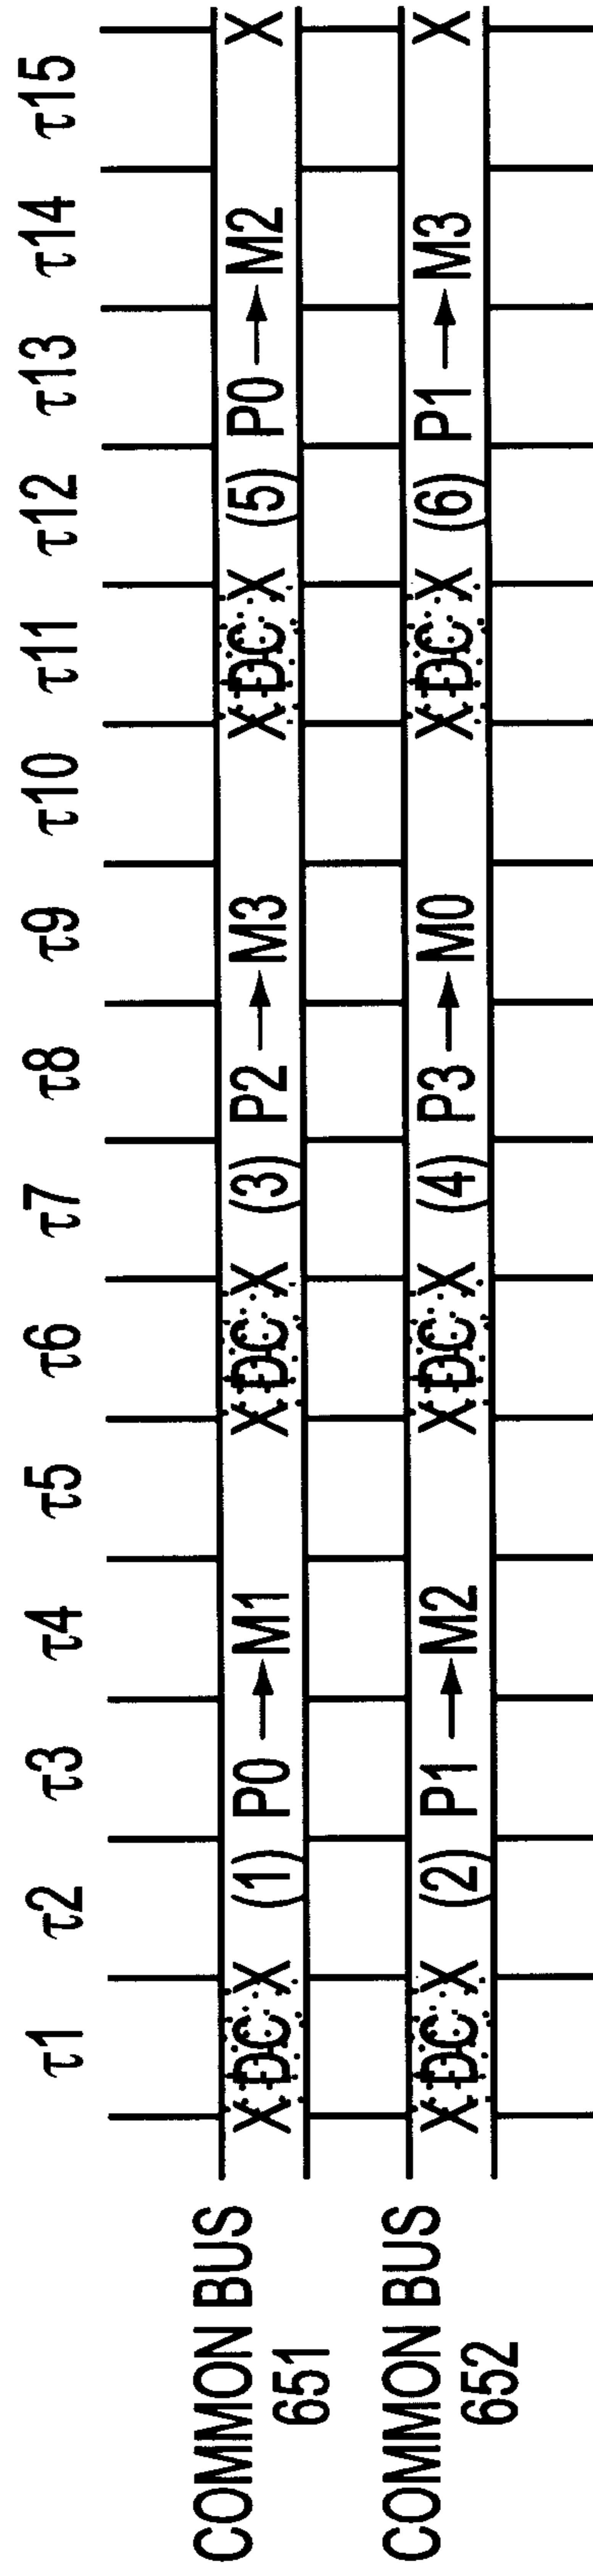 τ1 τ2 τ3 τ4 τ5 τ6 τ7 τ8 τ9 τ10 τ11 τ12 τ13 τ14 τ15
COMMON BUS
651
X DC X (1) P0 → M1 X DC X (3) P2 → M3 X DC X (5) P0 → M2 X
COMMON BUS
652
X DC X (2) P1 → M2 X DC X (4) P3 → M0 X DC X (6) P1 → M3 X